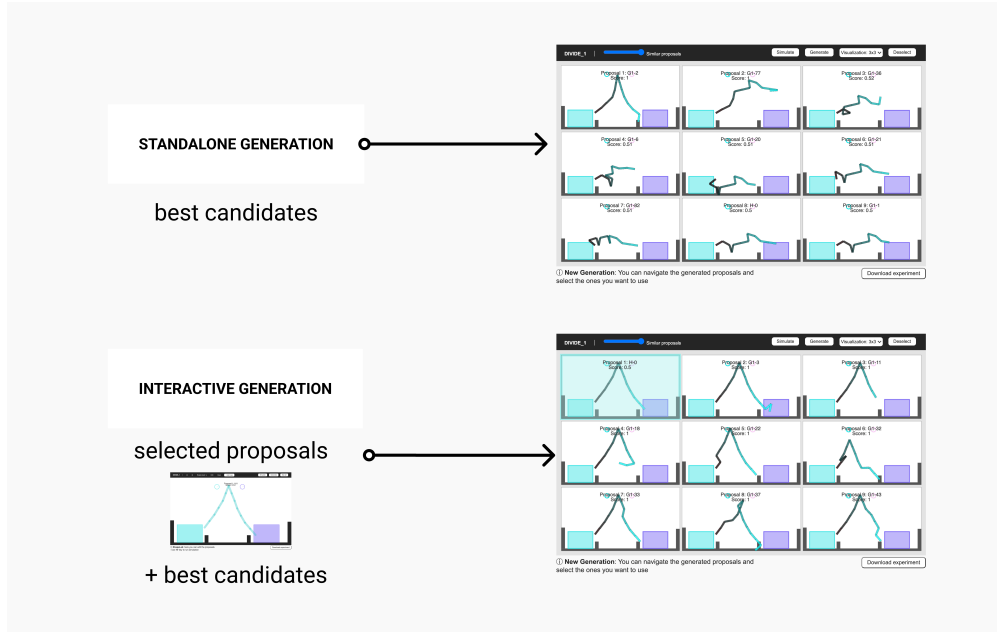 STANDALONE GENERATION
best candidates
DIVIDE_1 | Similar proposals Simulate Generate Visualization: 3x3 Deselect
Proposal 1: G1-2
Score: 1
Proposal 2: G1-77
Score: 1
Proposal 3: G1-36
Score: 0.52
Proposal 4: G1-6
Score: 0.51
Proposal 5: G1-20
Score: 0.51
Proposal 6: G1-21
Score: 0.51
Proposal 7: G1-82
Score: 0.51
Proposal 8: H-0
Score: 0.5
Proposal 9: G1-1
Score: 0.5
ⓘ New Generation: You can navigate the generated proposals and
select the ones you want to use
Download experiment
INTERACTIVE GENERATION
selected proposals
+ best candidates
DIVIDE_1 | Similar proposals Simulate Generate Visualization: 3x3 Deselect
Proposal 1: H-0
Score: 0.5
Proposal 2: G1-3
Score: 1
Proposal 3: G1-11
Score: 1
Proposal 4: G1-18
Score: 1
Proposal 5: G1-22
Score: 1
Proposal 6: G1-32
Score: 1
Proposal 7: G1-33
Score: 1
Proposal 8: G1-37
Score: 1
Proposal 9: G1-43
Score: 1
ⓘ New Generation: You can navigate the generated proposals and
select the ones you want to use
Download experiment